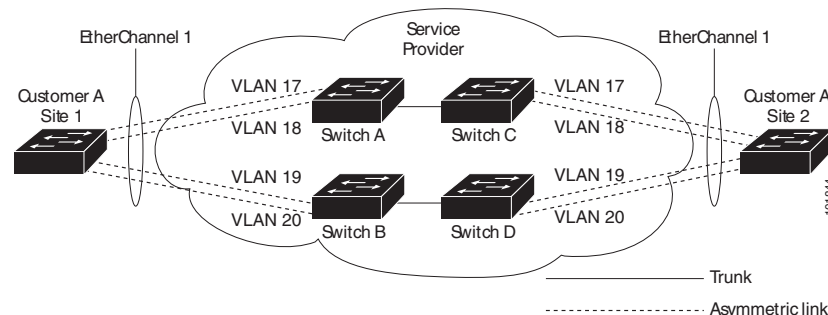 Service
Provider
EtherChannel 1
EtherChannel 1
Customer A
Site 1
VLAN 17
VLAN 18
Switch A
Switch C
VLAN 17
VLAN 18
Customer A
Site 2
VLAN 19
VLAN 20
Switch B
Switch D
VLAN 19
VLAN 20
Trunk
Asymmetric link